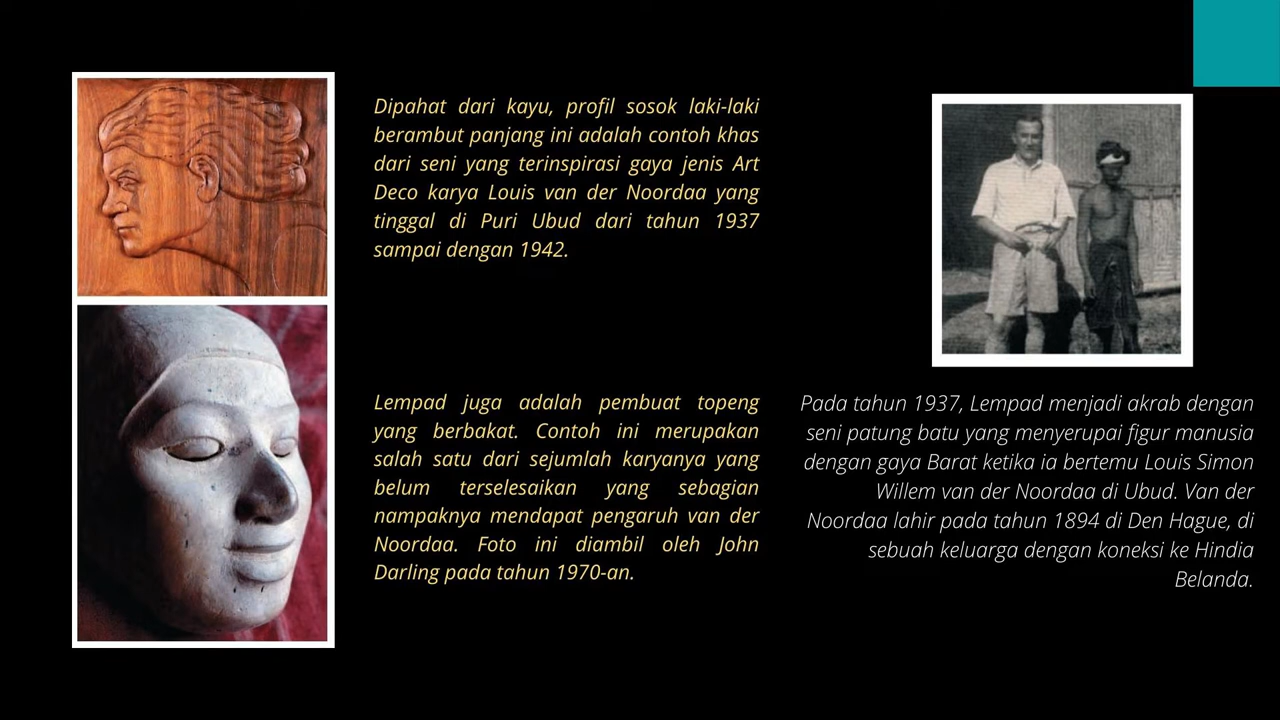 Dipahat dari kayu, profil sosok laki-laki
berambut panjang ini adalah contoh khas
dari seni yang terinspirasi gaya jenis Art
Deco karya Louis van der Noordaa yang
tinggal di Puri Ubud dari tahun 1937
sampai dengan 1942.
Lempad juga adalah pembuat topeng
yang berbakat. Contoh ini merupakan
salah satu dari sejumlah karyanya yang
belum terselesaikan yang sebagian
nampaknya mendapat pengaruh van der
Noordaa. Foto ini diambil oleh John
Darling pada tahun 1970-an.
Pada tahun 1937, Lempad menjadi akrab dengan
seni patung batu yang menyerupai figur manusia
dengan gaya Barat ketika ia bertemu Louis Simon
Willem van der Noordaa di Ubud. Van der
Noordaa lahir pada tahun 1894 di Den Hague, di
sebuah keluarga dengan koneksi ke Hindia
Belanda.